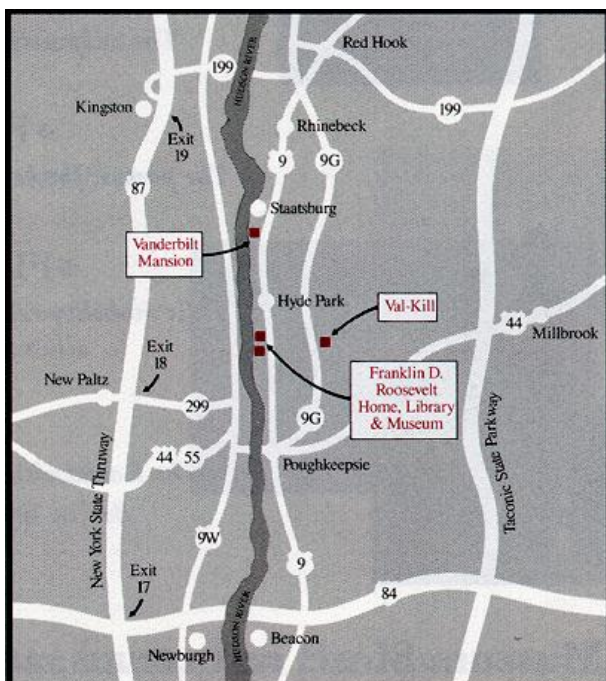 Red Hook
199
HUDSON RIVER
Kingston
199
Exit
19
Rhinebeck
9
9G
87
Staatsburg
Vanderbilt
Mansion
Hyde Park
Val-Kill
44
Millbrook
Exit
18
Franklin D.
Roosevelt
Home, Library
& Museum
New Paltz
299
9G
44
55
Poughkeepsie
New York State Thruway
Taconic State Parkway
9W
9
Exit
17
84
Newburgh
HUDSON RIVER
Beacon